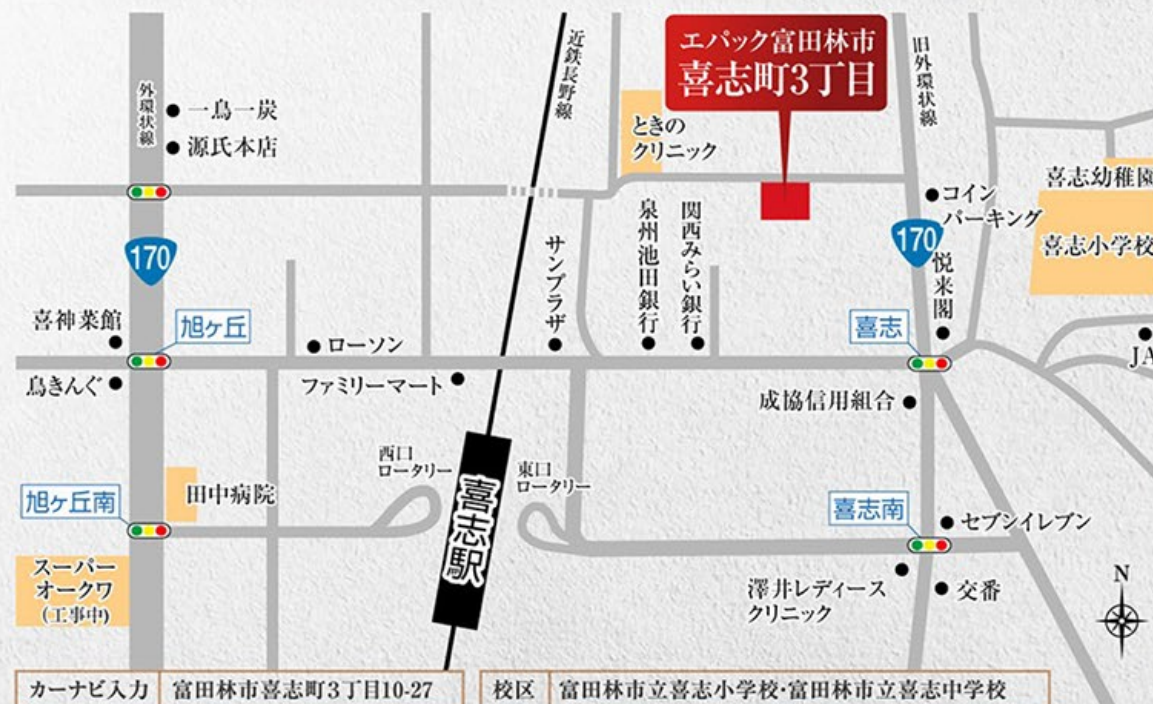 エパック富田林市
喜志町3丁目
近鉄長野線
旧外環状線
外環状線
一鳥一炭
源氏本店
ときの
クリニック
喜志幼稚園
コイン
パーキング
喜志小学校
170
170
サンプラザ
泉州池田銀行
関西みらい銀行
悦来閣
喜神菜館
旭ヶ丘
ローソン
喜志
JA
鳥きんぐ
ファミリーマート
成協信用組合
西口
ロータリー
東口
ロータリー
喜志駅
旭ヶ丘南
田中病院
喜志南
セブンイレブン
スーパー
オークワ
(工事中)
澤井レディース
クリニック
交番
N
カーナビ入力 富田林市喜志町3丁目10-27
校区 富田林市立喜志小学校・富田林市立喜志中学校